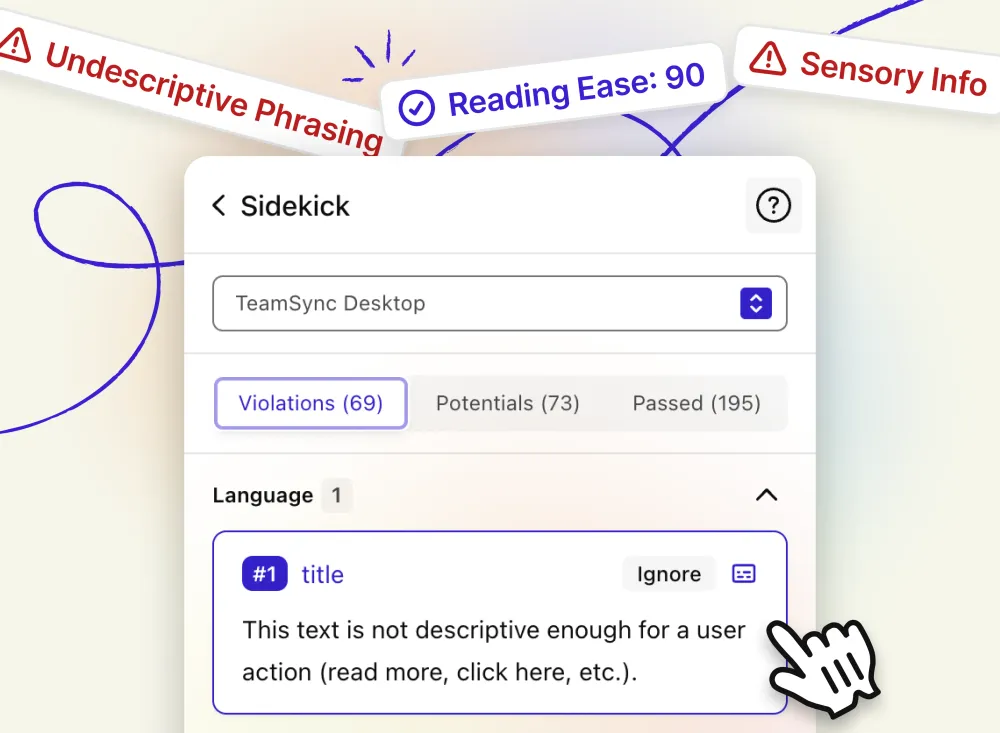 Undescriptive Phrasing
Reading Ease: 90
Sensory Info
Sidekick
?
TeamSync Desktop
Violations (69)
Potentials (73)
Passed (195)
Language 1
#1 title
Ignore
This text is not descriptive enough for a user
action (read more, click here, etc.).